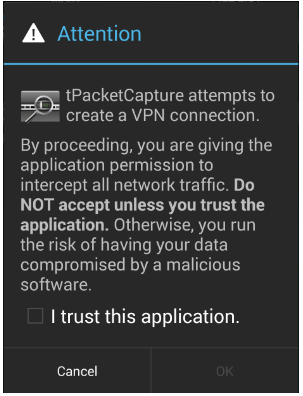 Attention
tPacketCapture attempts to
create a VPN connection.
By proceeding, you are giving the
application permission to
intercept all network traffic. Do
NOT accept unless you trust the
application. Otherwise, you run
the risk of having your data
compromised by a malicious
software.
I trust this application.
Cancel
OK